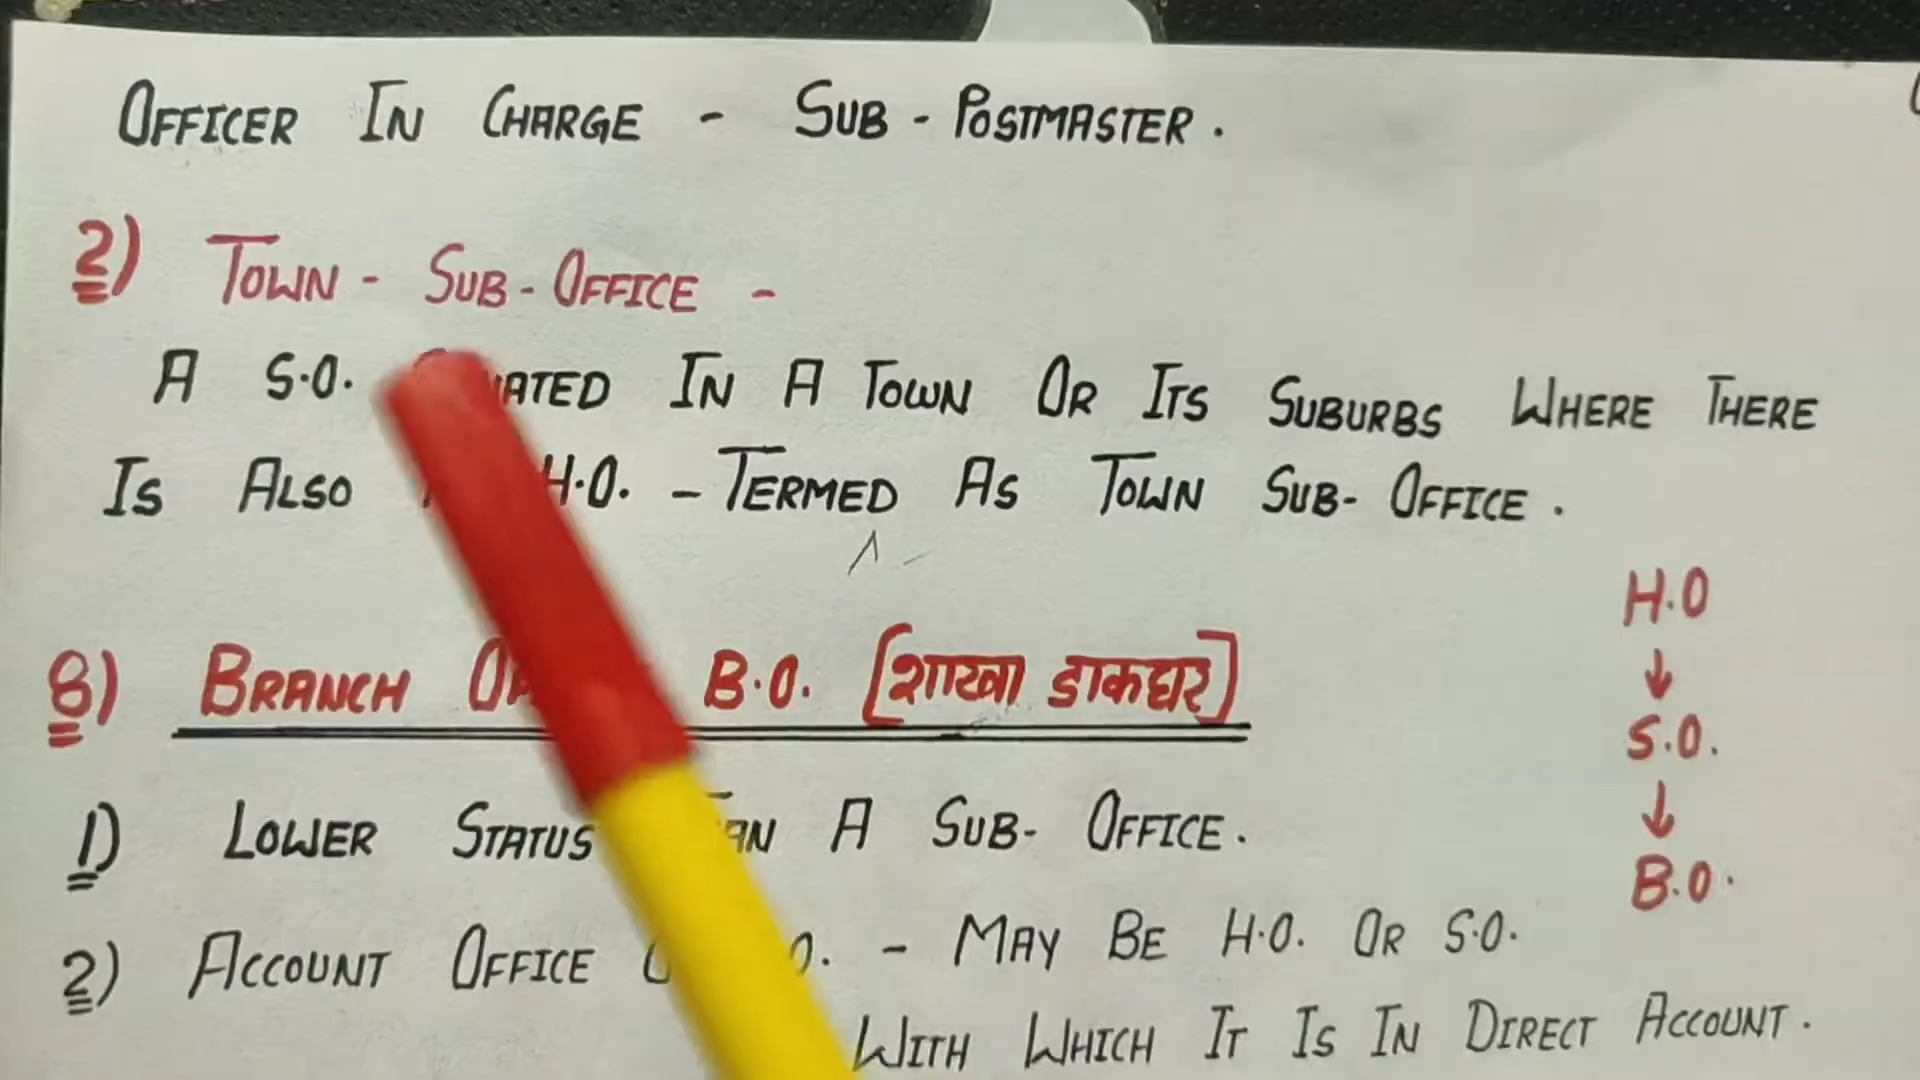 OFFICER IN CHARGE - SUB - POSTMASTER.
2) TOWN - SUB - OFFICE -
A S.O. IN A TOWN OR ITS SUBURBS WHERE THERE
IS ALSO H.O. - TERMED AS TOWN SUB - OFFICE.
H.O
↓
S.O.
↓
B.O.
8) BRANCH B.O. [शाखा डाकघर]
1) LOWER STATUS A SUB - OFFICE.
2) ACCOUNT OFFICE - MAY BE H.O. OR S.O.
WITH WHICH IT IS IN DIRECT ACCOUNT.